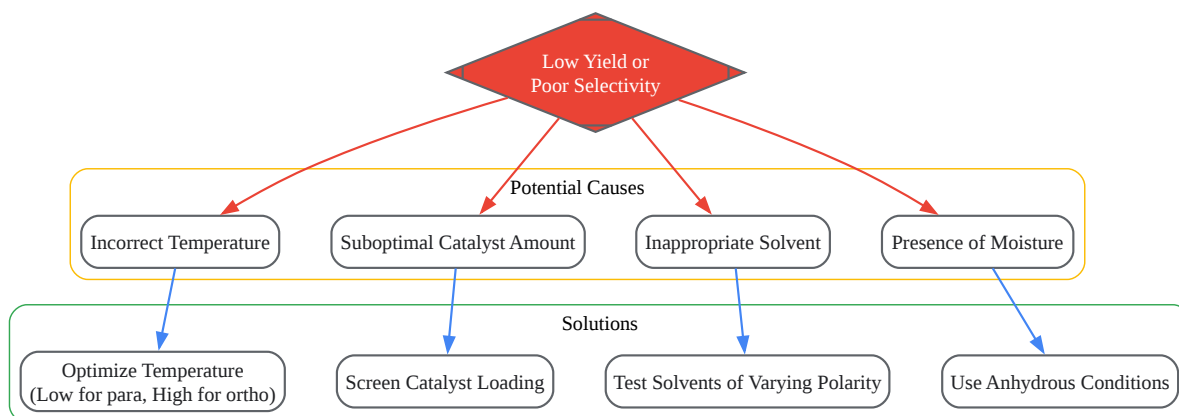 Low Yield or
Poor Selectivity
Potential Causes
Incorrect Temperature
Suboptimal Catalyst Amount
Inappropriate Solvent
Presence of Moisture
Solutions
Optimize Temperature
(Low for para, High for ortho)
Screen Catalyst Loading
Test Solvents of Varying Polarity
Use Anhydrous Conditions